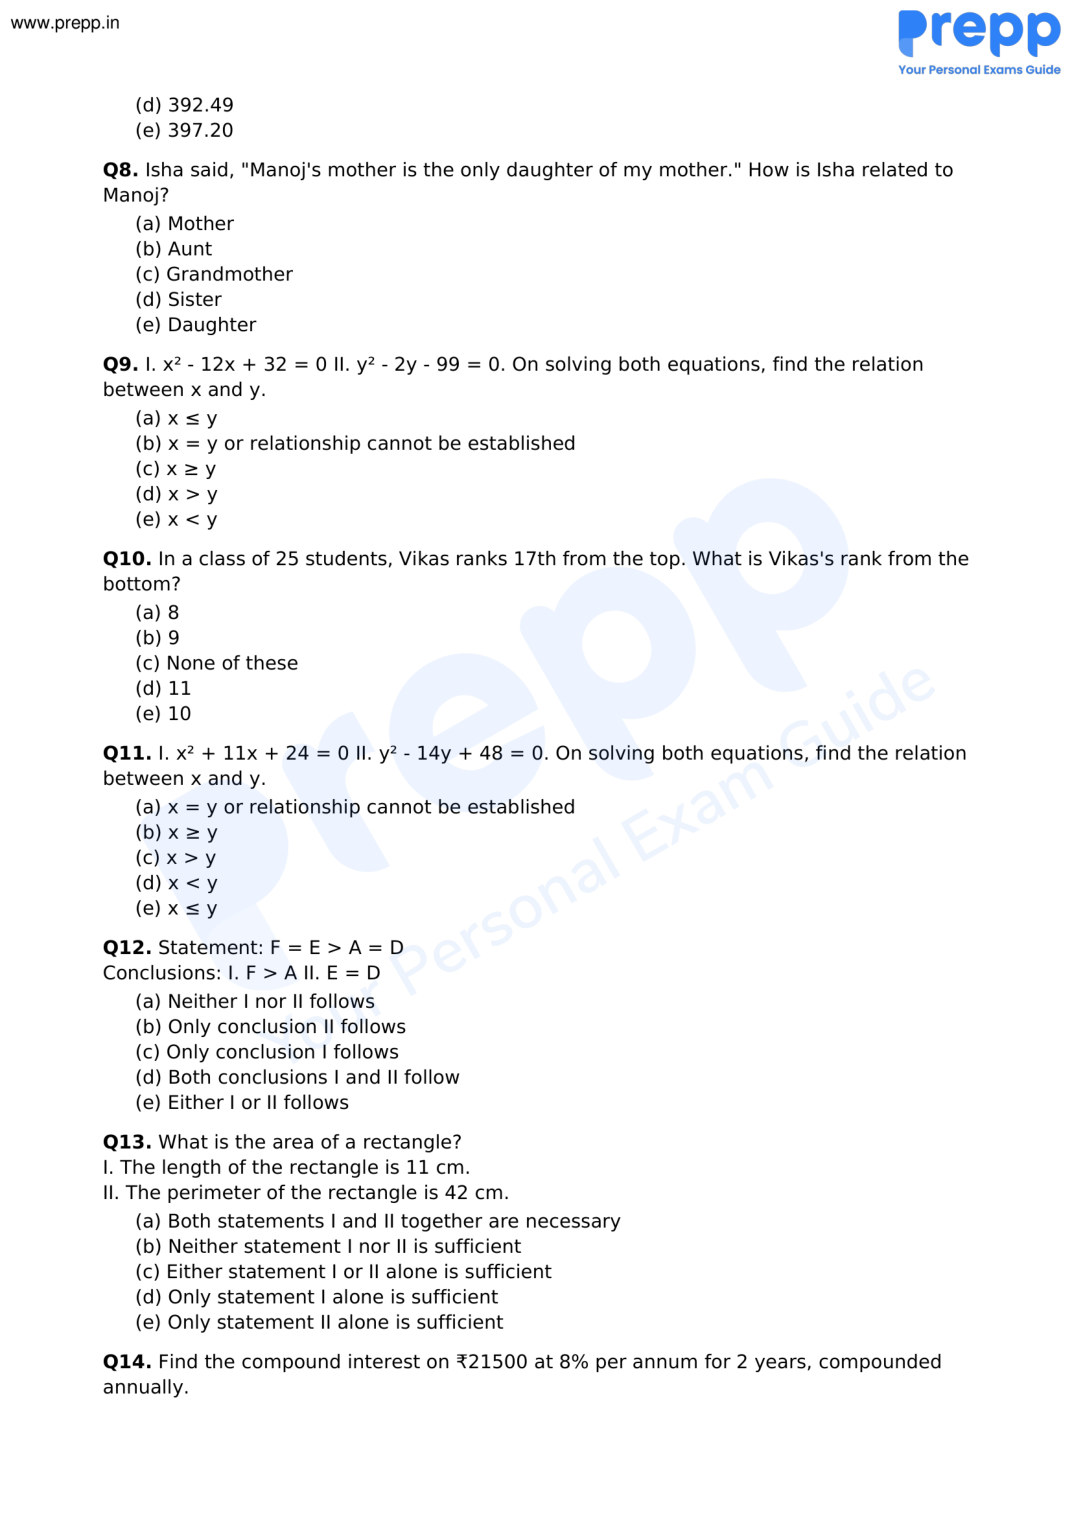 www.prepp.in
Prepp
Your Personal Exams Guide
(d) 392.49
(e) 397.20
Q8. Isha said, "Manoj's mother is the only daughter of my mother." How is Isha related to
Manoj?
(a) Mother
(b) Aunt
(c) Grandmother
(d) Sister
(e) Daughter
Q9. I. x² - 12x + 32 = 0 II. y² - 2y - 99 = 0. On solving both equations, find the relation
between x and y.
(a) x ≤ y
(b) x = y or relationship cannot be established
(c) x ≥ y
(d) x > y
(e) x < y
Q10. In a class of 25 students, Vikas ranks 17th from the top. What is Vikas's rank from the
bottom?
(a) 8
(b) 9
(c) None of these
(d) 11
(e) 10
Q11. I. x² + 11x + 24 = 0 II. y² - 14y + 48 = 0. On solving both equations, find the relation
between x and y.
(a) x = y or relationship cannot be established
(b) x ≥ y
(c) x > y
(d) x < y
(e) x ≤ y
Q12. Statement: F = E > A = D
Conclusions: I. F > A II. E = D
(a) Neither I nor II follows
(b) Only conclusion II follows
(c) Only conclusion I follows
(d) Both conclusions I and II follow
(e) Either I or II follows
Q13. What is the area of a rectangle?
I. The length of the rectangle is 11 cm.
II. The perimeter of the rectangle is 42 cm.
(a) Both statements I and II together are necessary
(b) Neither statement I nor II is sufficient
(c) Either statement I or II alone is sufficient
(d) Only statement I alone is sufficient
(e) Only statement II alone is sufficient
Q14. Find the compound interest on ₹21500 at 8% per annum for 2 years, compounded
annually.
Prepp
Your Personal Exam Guide